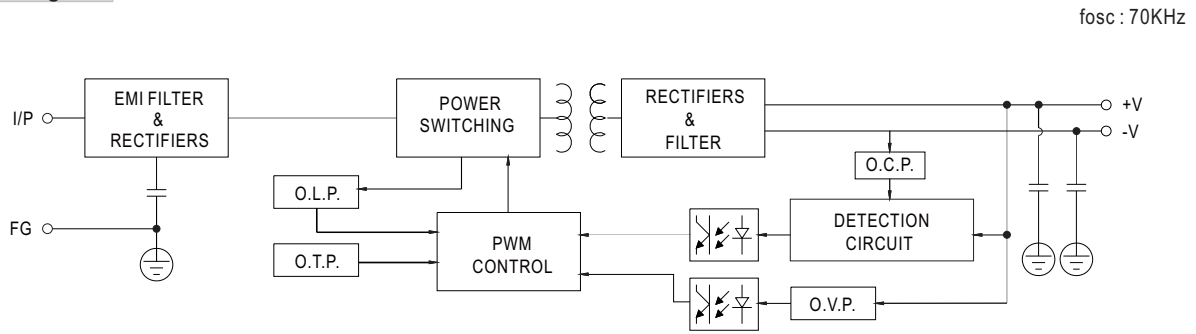 fosc : 70KHz
I/P
EMI FILTER
&
RECTIFIERS
POWER
SWITCHING
RECTIFIERS
&
FILTER
+V
-V
O.C.P.
O.L.P.
FG
PWM
CONTROL
DETECTION
CIRCUIT
O.T.P.
O.V.P.